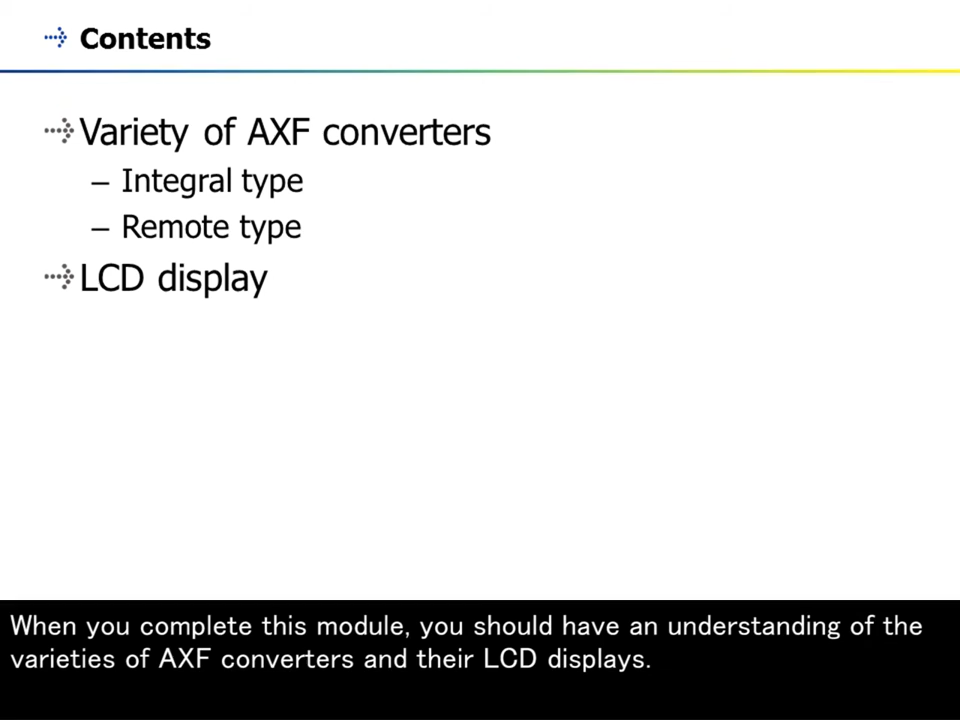 Contents
Variety of AXF converters
– Integral type
– Remote type
LCD display
When you complete this module, you should have an understanding of the
varieties of AXF converters and their LCD displays.